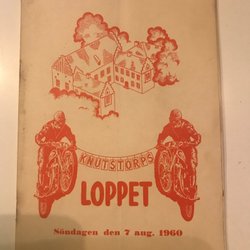 KNUTSTORPS
LOPPET
Söndagen den 7 aug. 1960